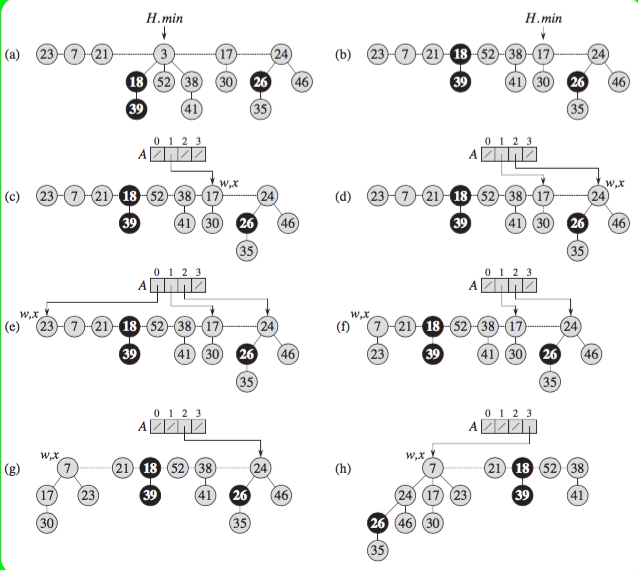 H.min H.min
(a) 23 7 21 3 17 24 (b) 23 7 21 18 52 38 17 24
18 52 38 30 26 46 39 41 30 26 46
39 41 35 35
0 1 2 3 0 1 2 3
A A
w,x w,x
(c) 23 7 21 18 52 38 17 24 (d) 23 7 21 18 52 38 17 24
39 41 30 26 46 39 41 30 26 46
35 35
0 1 2 3 0 1 2 3
A A
w,x w,x
(e) 23 7 21 18 52 38 17 24 (f) 7 21 18 52 38 17 24
39 41 30 26 46 23 39 41 30 26 46
35 35
0 1 2 3 0 1 2 3
A A
w,x w,x
(g) 7 21 18 52 38 24 (h) 7 21 18 52 38
17 23 39 41 26 46 24 17 23 39 41
30 35 26 46 30
35